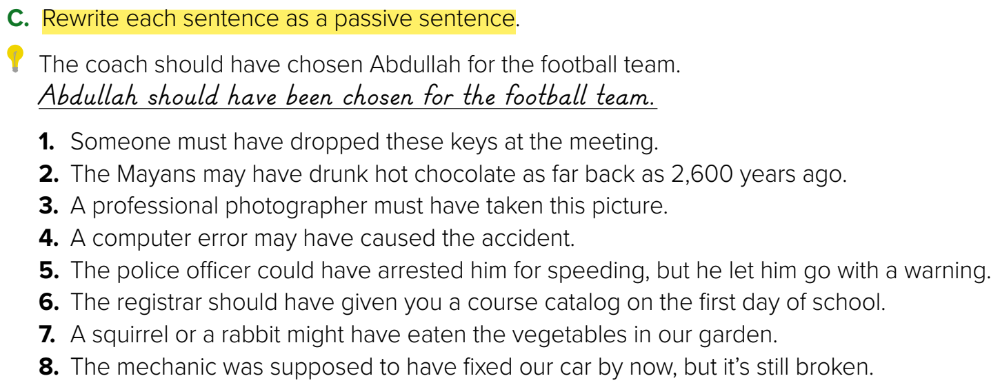 C. Rewrite each sentence as a passive sentence.
The coach should have chosen Abdullah for the football team.
Abdullah should have been chosen for the football team.
1. Someone must have dropped these keys at the meeting.
2. The Mayans may have drunk hot chocolate as far back as 2,600 years ago.
3. A professional photographer must have taken this picture.
4. A computer error may have caused the accident.
5. The police officer could have arrested him for speeding, but he let him go with a warning.
6. The registrar should have given you a course catalog on the first day of school.
7. A squirrel or a rabbit might have eaten the vegetables in our garden.
8. The mechanic was supposed to have fixed our car by now, but it’s still broken.